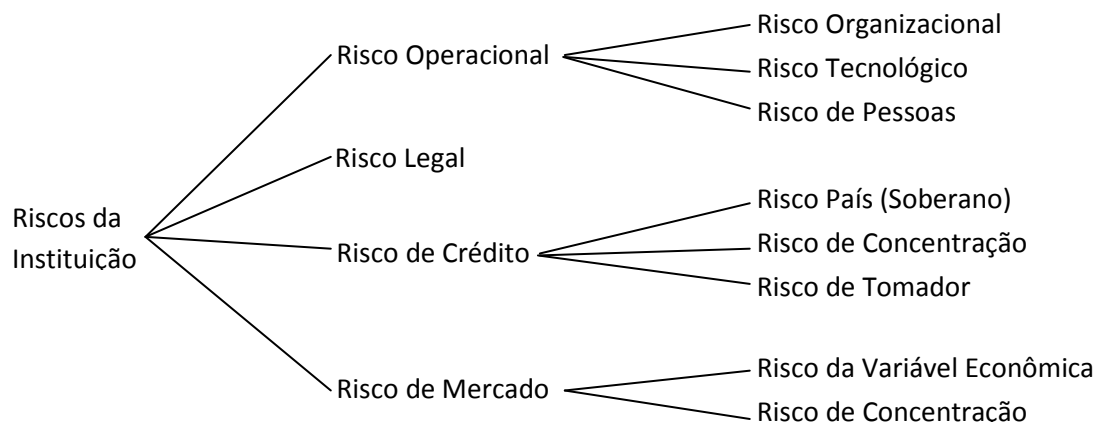 Riscos da
Instituição
Risco Operacional
Risco Organizacional
Risco Tecnológico
Risco de Pessoas
Risco Legal
Risco de Crédito
Risco País (Soberano)
Risco de Concentração
Risco de Tomador
Risco de Mercado
Risco da Variável Econômica
Risco de Concentração